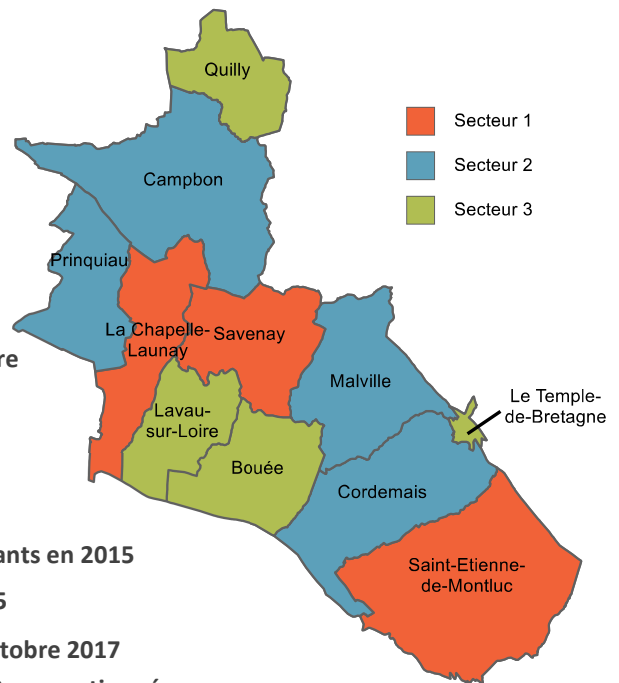 Quilly
Secteur 1
Campbon
Secteur 2
Secteur 3
Prinquiau
La Chapelle-
Launay
Savenay
re
Malville
Le Temple-
de-Bretagne
Lavau-
sur-Loire
Bouée
Cordemais
ants en 2015
Saint-Etienne-
de-Montluc
5
tobre 2017